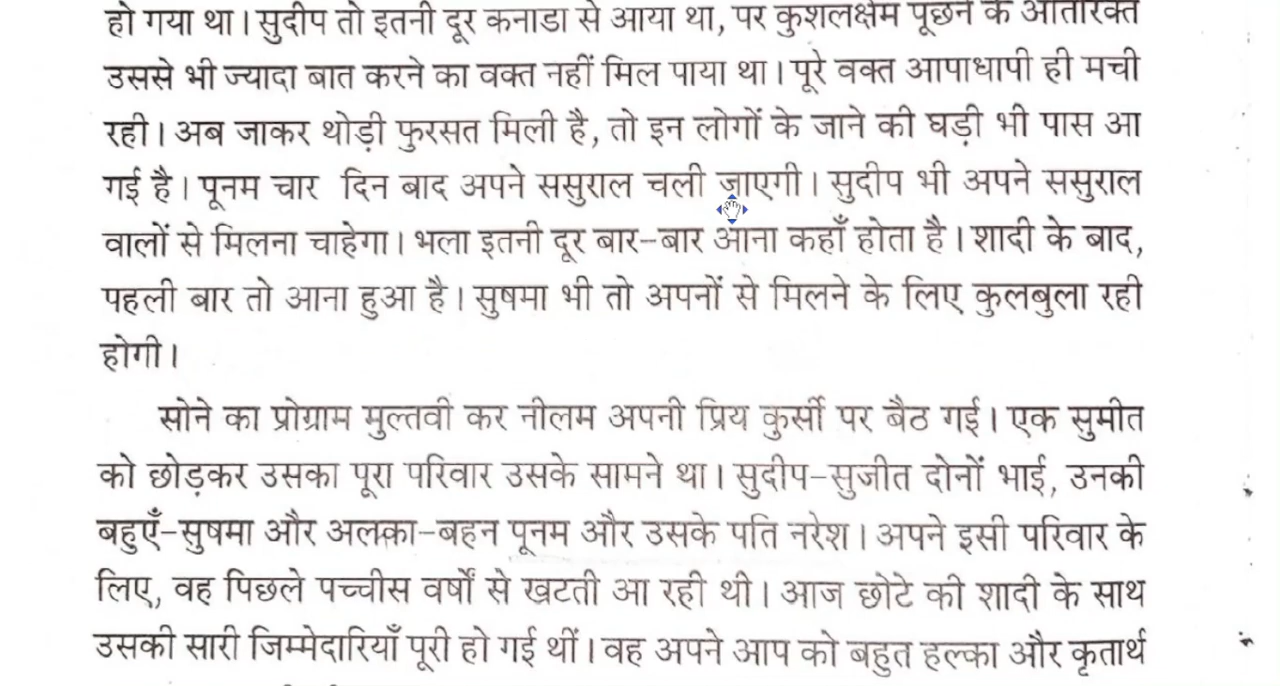 हो गया था। सुदीप तो इतनी दूर कनाडा से आया था, पर कुशलक्षेम पूछने के अतिरिक्त
उससे भी ज्यादा बात करने का वक्त नहीं मिल पाया था। पूरे वक्त आपाधापी ही मची
रही। अब जाकर थोड़ी फुरसत मिली है, तो इन लोगों के जाने की घड़ी भी पास आ
गई है। पूनम चार दिन बाद अपने ससुराल चली जाएगी। सुदीप भी अपने ससुराल
वालों से मिलना चाहेगा। भला इतनी दूर बार-बार आना कहाँ होता है। शादी के बाद,
पहली बार तो आना हुआ है। सुषमा भी तो अपनों से मिलने के लिए कुलबुला रही
होगी।
सोने का प्रोग्राम मुल्तवी कर नीलम अपनी प्रिय कुर्सी पर बैठ गई। एक सुमीत
को छोड़कर उसका पूरा परिवार उसके सामने था। सुदीप-सुजीत दोनों भाई, उनकी
बहुएँ-सुषमा और अलका-बहन पूनम और उसके पति नरेश। अपने इसी परिवार के
लिए, वह पिछले पच्चीस वर्षों से खटती आ रही थी। आज छोटे की शादी के साथ
उसकी सारी जिम्मेदारियाँ पूरी हो गई थीं। वह अपने आप को बहुत हल्का और कृतार्थ